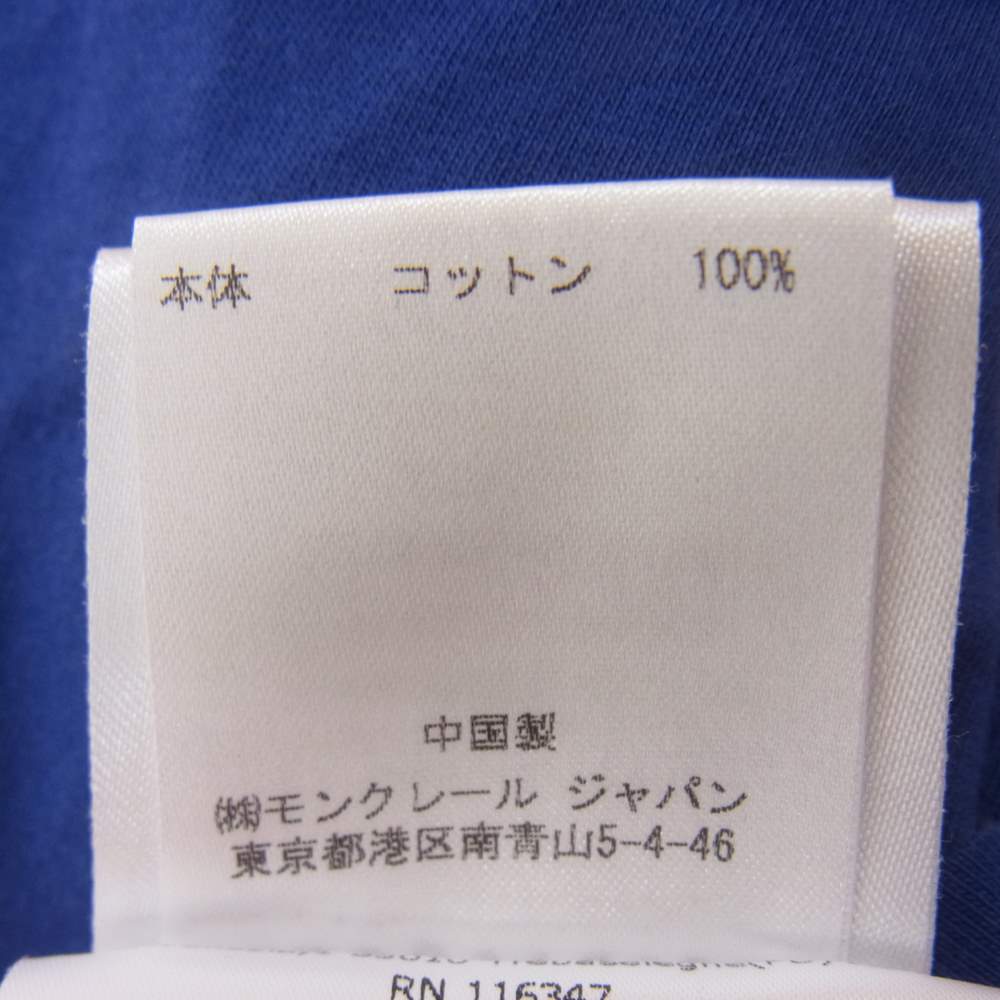 本体 コットン 100%
中国製
㈱モンクレール ジャパン
東京都港区南青山5-4-46
RN 116347